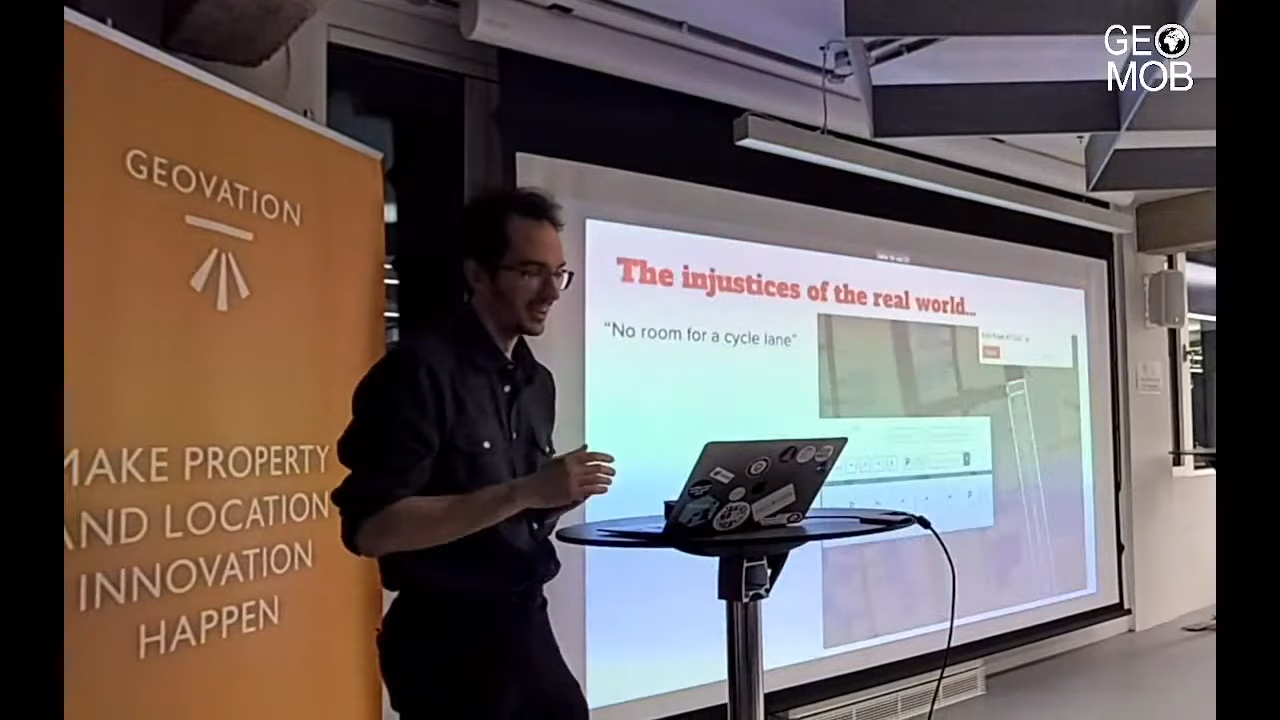 GEO
MOB
GEOVATION
MAKE PROPERTY
AND LOCATION
INNOVATION
HAPPEN
The injustices of the real world...
“No room for a cycle lane”